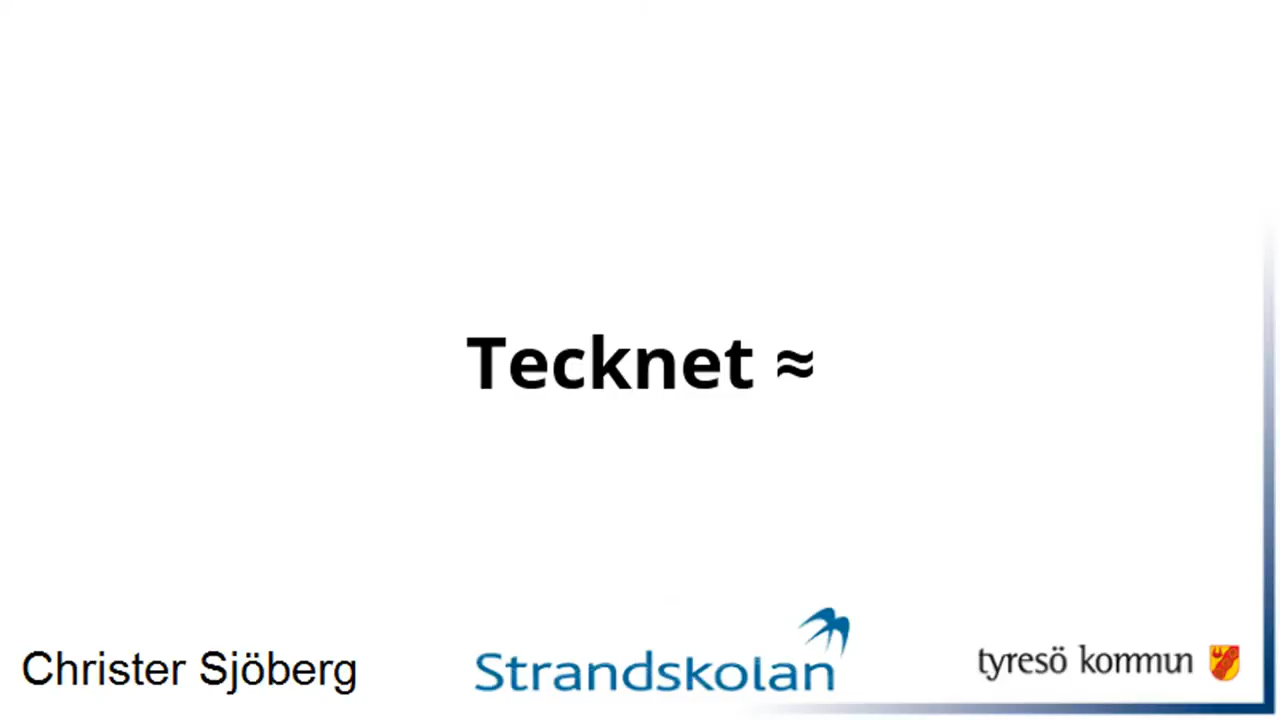 Tecknet ≈
Christer Sjöberg
Strandskolan
tyresö kommun